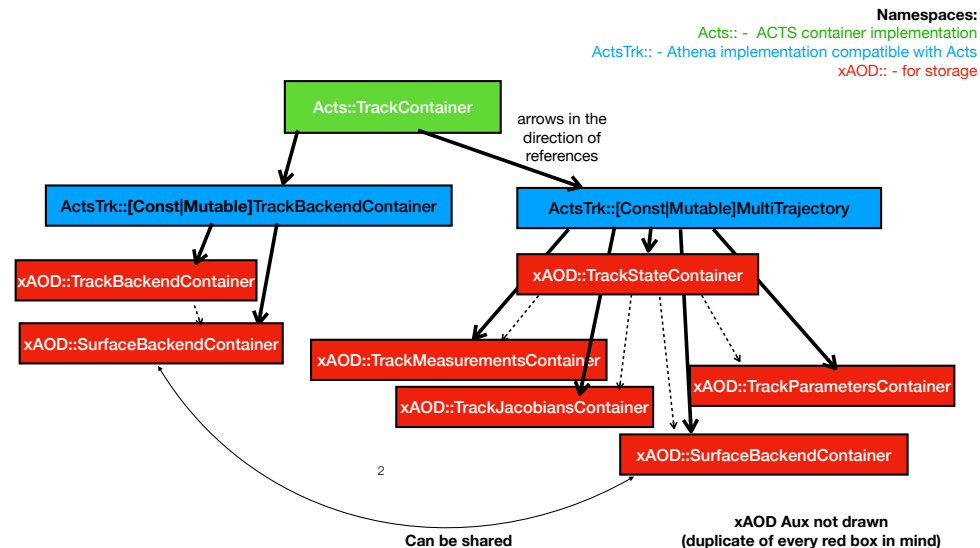 Namespaces:
Acts:: - ACTS container implementation
ActsTrk:: - Athena implementation compatible with Acts
xAOD:: - for storage
Acts::TrackContainer
arrows in the
direction of
references
ActsTrk::[Const|Mutable]TrackBackendContainer
ActsTrk::[Const|Mutable]MultiTrajectory
xAOD::TrackBackendContainer
xAOD::TrackStateContainer
xAOD::SurfaceBackendContainer
xAOD::TrackMeasurementsContainer
xAOD::TrackParametersContainer
xAOD::TrackJacobiansContainer
xAOD::SurfaceBackendContainer
2
Can be shared
xAOD Aux not drawn
(duplicate of every red box in mind)